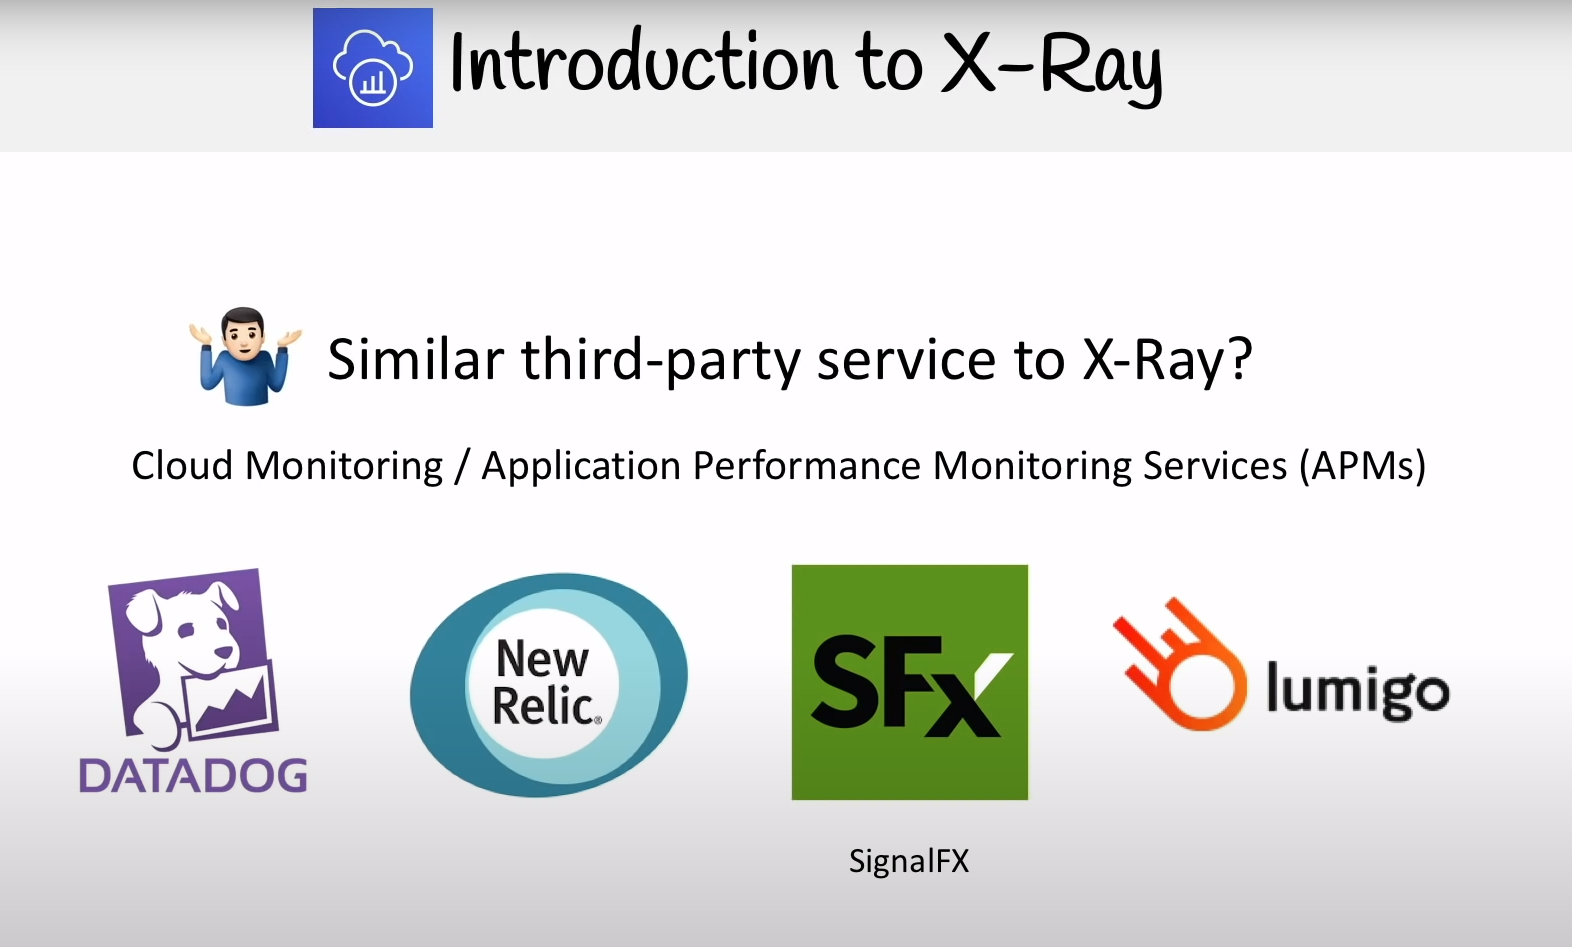 Introduction to X-Ray
Similar third-party service to X-Ray?
Cloud Monitoring / Application Performance Monitoring Services (APMs)
DATADOG
New
Relic®
SFx
lumigo
SignalFX